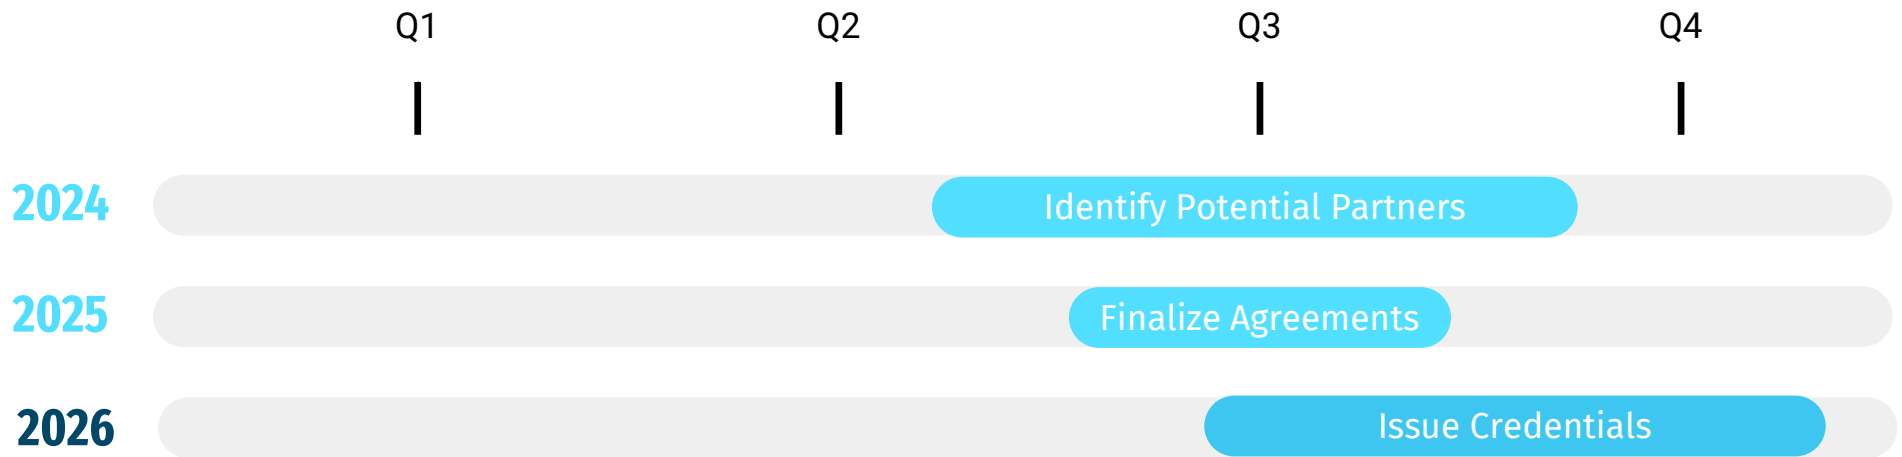 Q1 Q2 Q3 Q4
2024 Identify Potential Partners
2025 Finalize Agreements
2026 Issue Credentials